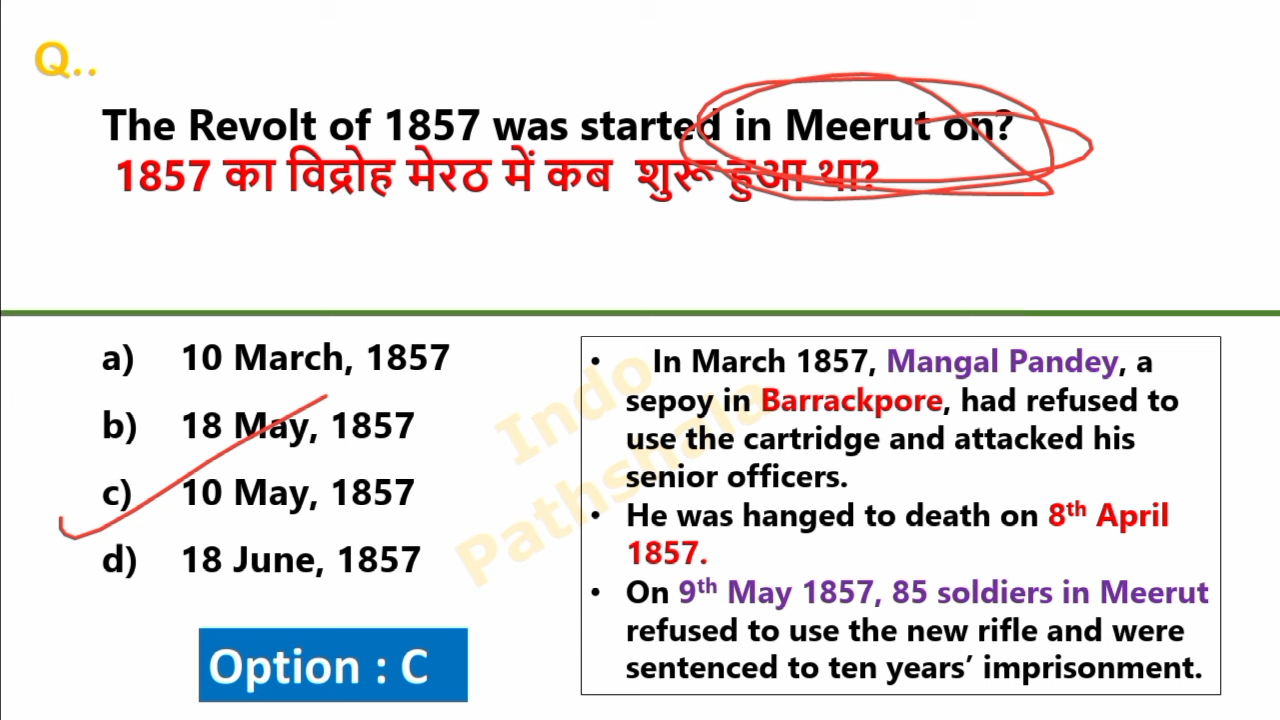 Q..
The Revolt of 1857 was started in Meerut on?
1857 का विद्रोह मेरठ में कब शुरू हुआ था?
a) 10 March, 1857
b) 18 May, 1857
c) 10 May, 1857
d) 18 June, 1857
Option : C
• In March 1857, Mangal Pandey, a
sepoy in Barrackpore, had refused to
use the cartridge and attacked his
senior officers.
• He was hanged to death on 8th April
1857.
• On 9th May 1857, 85 soldiers in Meerut
refused to use the new rifle and were
sentenced to ten years’ imprisonment.
Indo
Pathshala